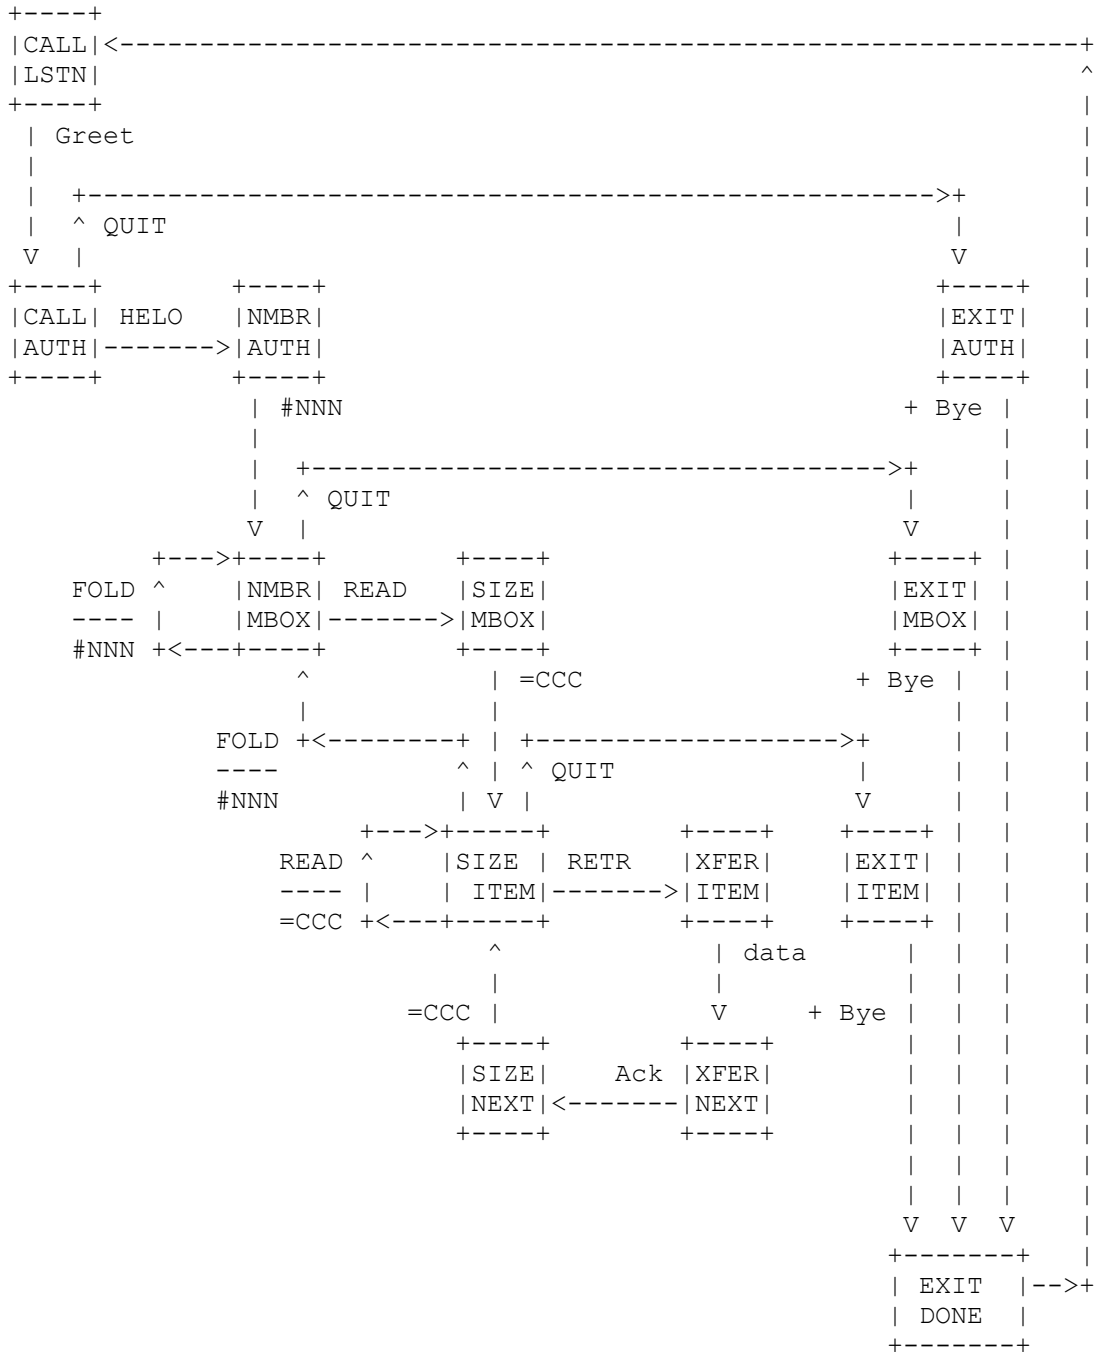 CALL
LSTN
Greet
QUIT
CALL HELO NMBR EXIT
AUTH AUTH AUTH
#NNN + Bye
QUIT
FOLD NMBR READ SIZE EXIT
---- MBOX MBOX MBOX
#NNN
=CCC + Bye
FOLD
---- QUIT
#NNN
READ SIZE RETR XFER EXIT
---- ITEM ITEM ITEM
=CCC
data
=CCC + Bye
SIZE Ack XFER
NEXT NEXT
EXIT
DONE